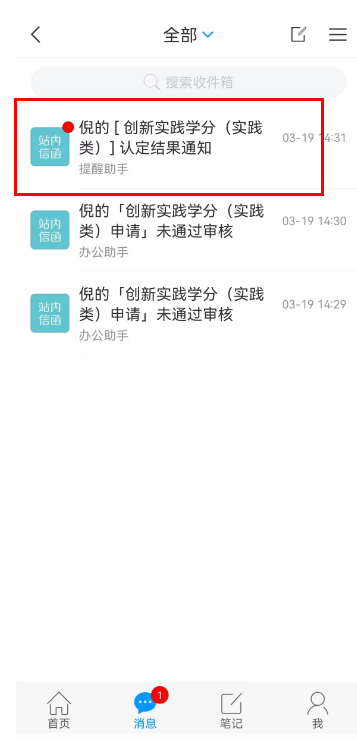 全部
搜索收件箱
站内
信函
倪的 [ 创新实践学分（实践
类）] 认定结果通知
03-19 14:31
提醒助手
站内
信函
倪的「创新实践学分（实践
类）申请」未通过审核
03-19 14:30
办公助手
站内
信函
倪的「创新实践学分（实践
类）申请」未通过审核
03-19 14:29
办公助手
1
首页
消息
笔记
我